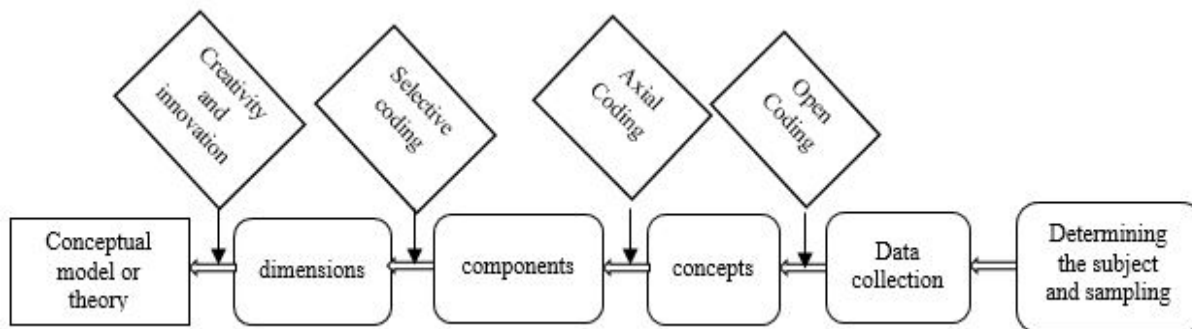 Creativity
and
innovation
Selective
coding
Axial
Coding
Open
Coding
Conceptual
model or
theory
dimensions
components
concepts
Data
collection
Determining
the subject
and sampling